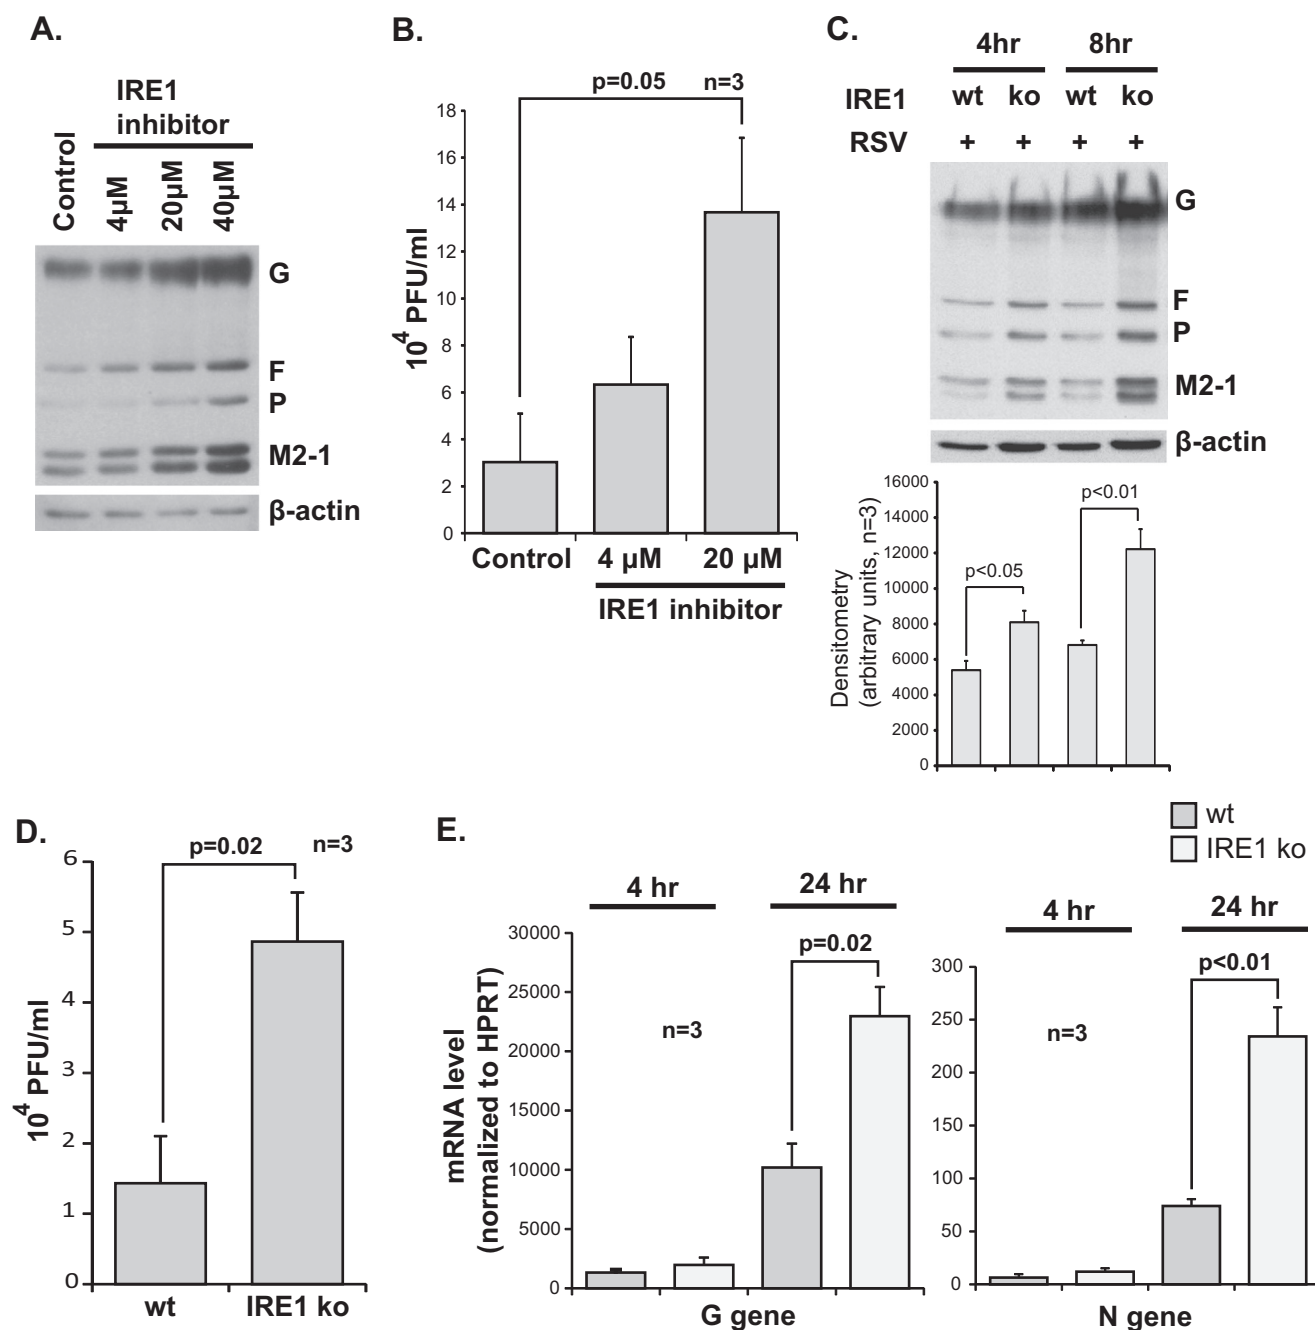 A.
IRE1
inhibitor
Control
4µM
20µM
40µM
G
F
P
M2-1
β-actin
B.
p=0.05 n=3
18
16
14
12
10
8
6
4
2
0
10⁴ PFU/ml
Control 4 µM 20 µM
IRE1 inhibitor
C.
4hr 8hr
IRE1 wt ko wt ko
RSV + + + +
G
F
P
M2-1
β-actin
16000
14000
12000
10000
8000
6000
4000
2000
0
Densitometry
(arbitrary units, n=3)
p<0.05
p<0.01
D.
p=0.02 n=3
6
5
4
3
2
1
0
10⁴ PFU/ml
wt IRE1 ko
E.
wt
IRE1 ko
4 hr 24 hr
30000
25000
20000
15000
10000
5000
0
mRNA level
(normalized to HPRT)
p=0.02
n=3
G gene
4 hr 24 hr
300
250
200
150
100
50
0
p<0.01
n=3
N gene